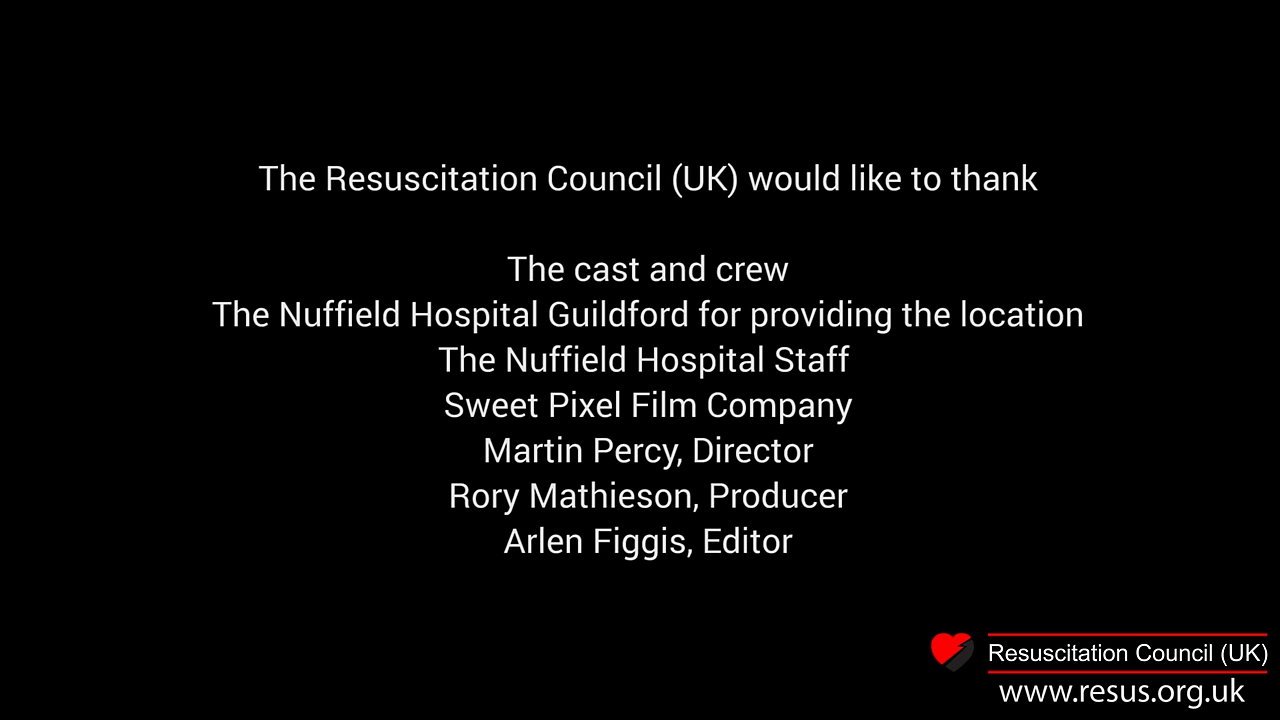 The Resuscitation Council (UK) would like to thank
The cast and crew
The Nuffield Hospital Guildford for providing the location
The Nuffield Hospital Staff
Sweet Pixel Film Company
Martin Percy, Director
Rory Mathieson, Producer
Arlen Figgis, Editor
Resuscitation Council (UK)
www.resus.org.uk